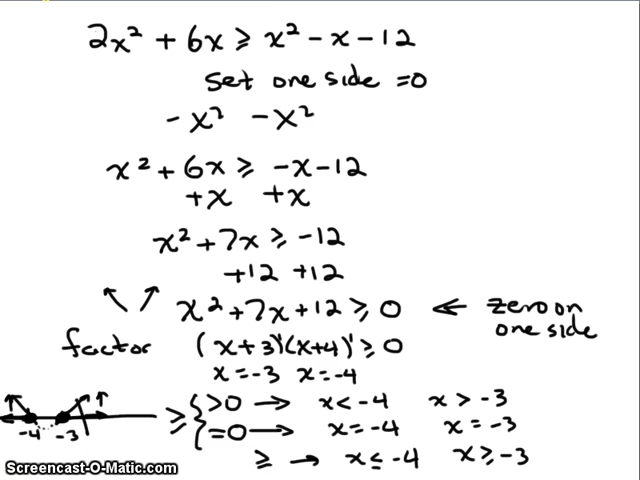 2x² + 6x ≥ x² - x - 12
set one side = 0
- x² - x²
x² + 6x ≥ -x - 12
+x +x
x² + 7x ≥ -12
+12 +12
x² + 7x + 12 ≥ 0 ← zero on one side
factor (x+3)(x+4) ≥ 0
x = -3 x = -4
≥ { >0 → x < -4 x > -3
=0 → x = -4 x = -3
-4 -3
≥ → x ≤ -4 x ≥ -3
Screencast-O-Matic.com